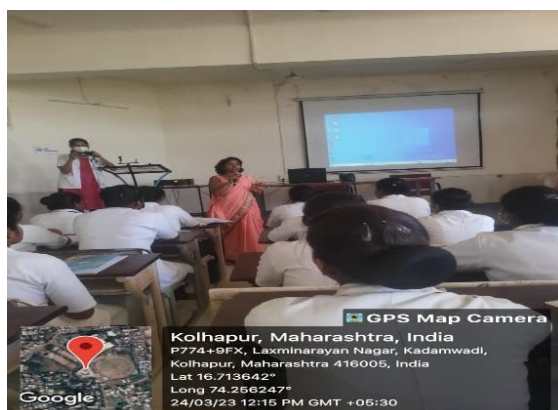 GPS Map Camera
Kolhapur, Maharashtra, India
P774+9FX, Laxminarayan Nagar, Kadamwadi,
Kolhapur, Maharashtra 416005, India
Lat 16.713642°
Long 74.256247°
24/03/23 12:15 PM GMT +05:30
Google